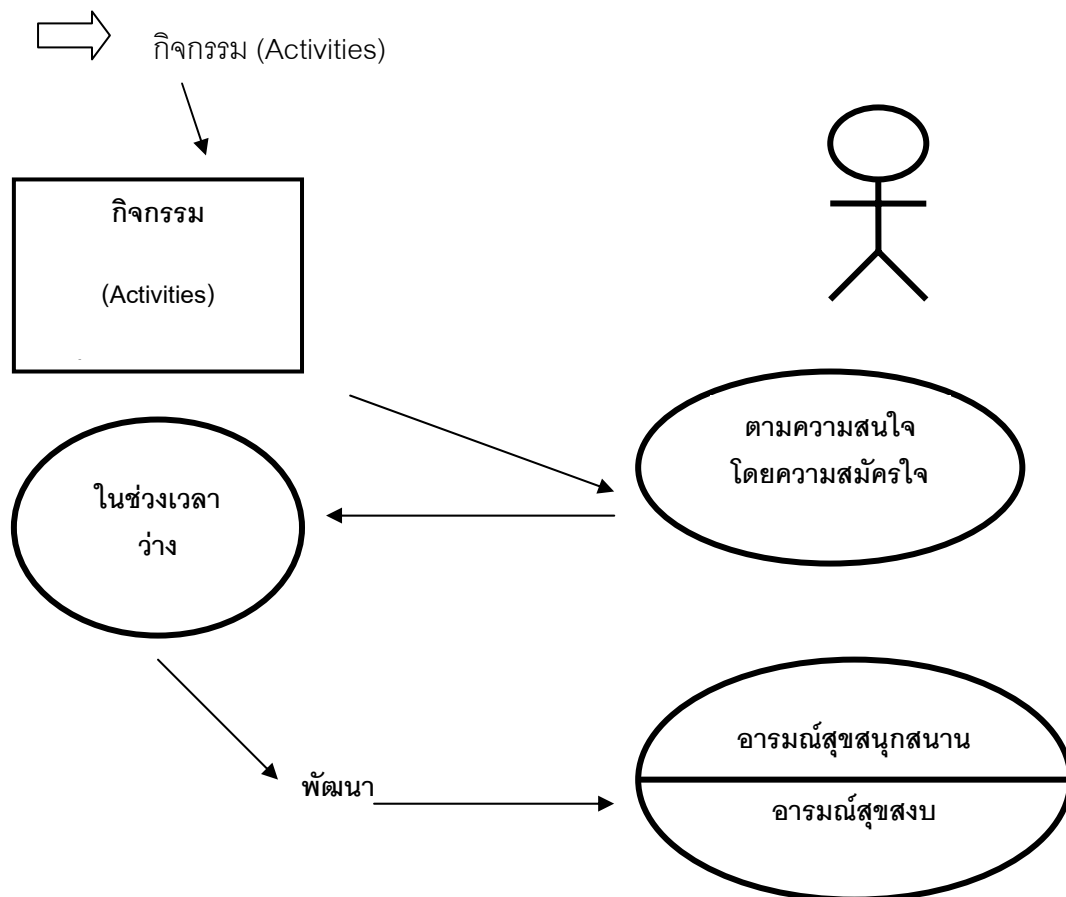 กิจกรรม (Activities)
กิจกรรม
(Activities)
ตามความสนใจ
โดยความสมัครใจ
ในช่วงเวลา
ว่าง
พัฒนา
อารมณ์สุขสนุกสนาน
อารมณ์สุขสงบ